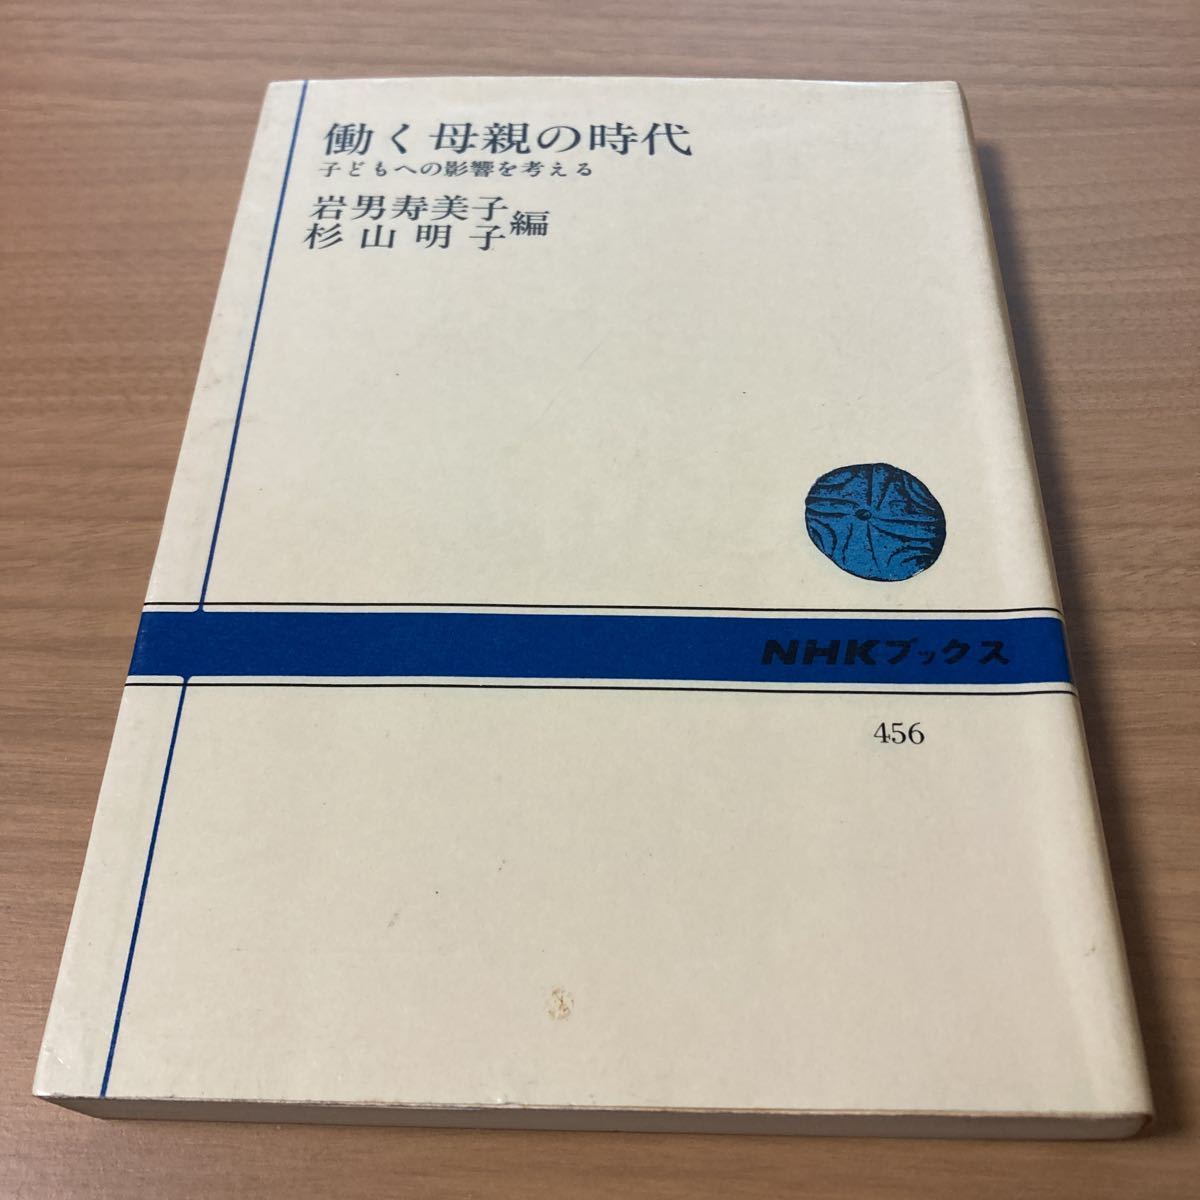 働く母親の時代
子どもへの影響を考える
岩男寿美子
杉山明子
編
NHKブックス
456